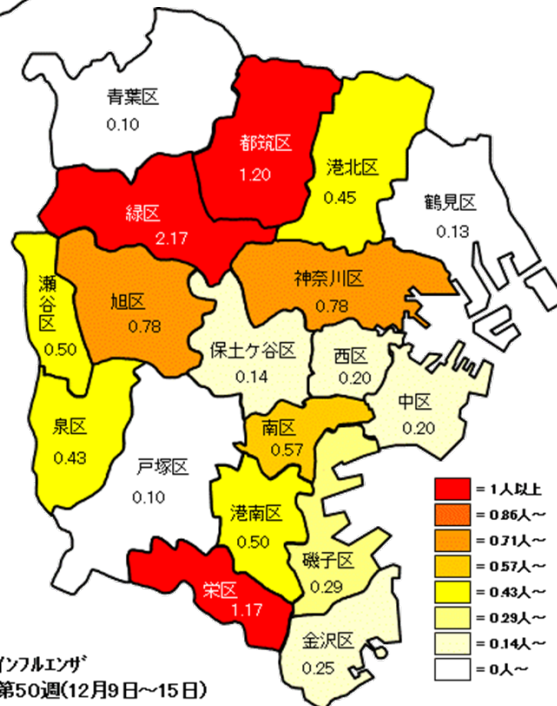 青葉区
0.10
都筑区
1.20
港北区
0.45
鶴見区
0.13
緑区
2.17
瀬谷区
0.50
旭区
0.78
神奈川区
0.78
保土ケ谷区
0.14
西区
0.20
中区
0.20
泉区
0.43
戸塚区
0.10
南区
0.57
港南区
0.50
磯子区
0.29
栄区
1.17
金沢区
0.25
= 1人以上
= 0.86人～
= 0.71人～
= 0.57人～
= 0.43人～
= 0.29人～
= 0.14人～
= 0人～
インフルエンザ
第50週(12月9日～15日)